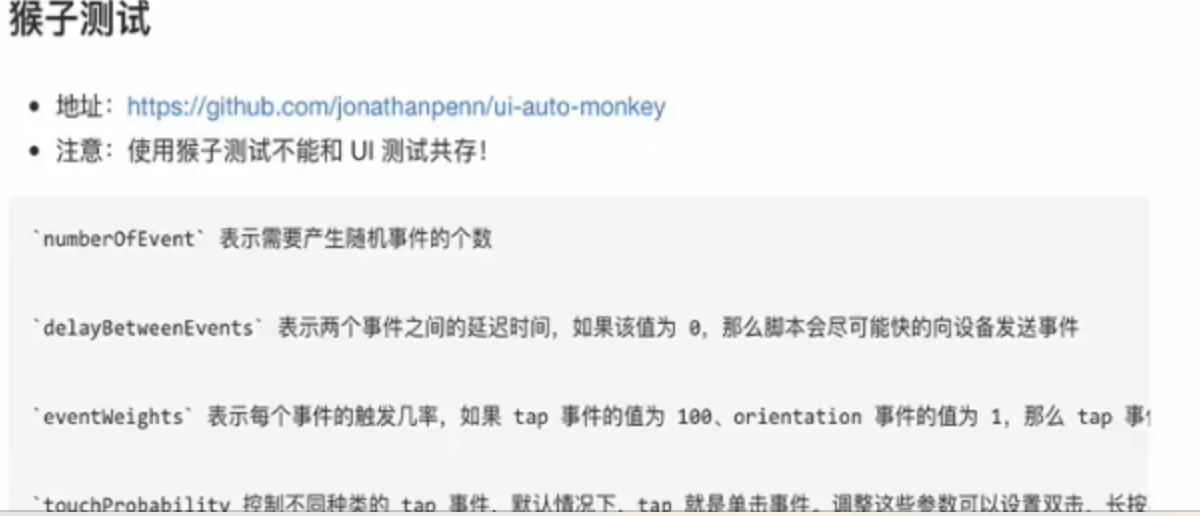 猴子测试
地址：https://github.com/jonathanpenn/ui-auto-monkey
注意：使用猴子测试不能和 UI 测试共存！
`numberOfEvent` 表示需要产生随机事件的个数
`delayBetweenEvents` 表示两个事件之间的延迟时间，如果该值为 0，那么脚本会尽可能快的向设备发送事件
`eventWeights` 表示每个事件的触发几率，如果 tap 事件的值为 100、orientation 事件的值为 1，那么 tap 事
`touchProbability 控制不同种类的 tap 事件，默认情况下，tap 就是单击事件。调整这些参数可以设置双击、长按